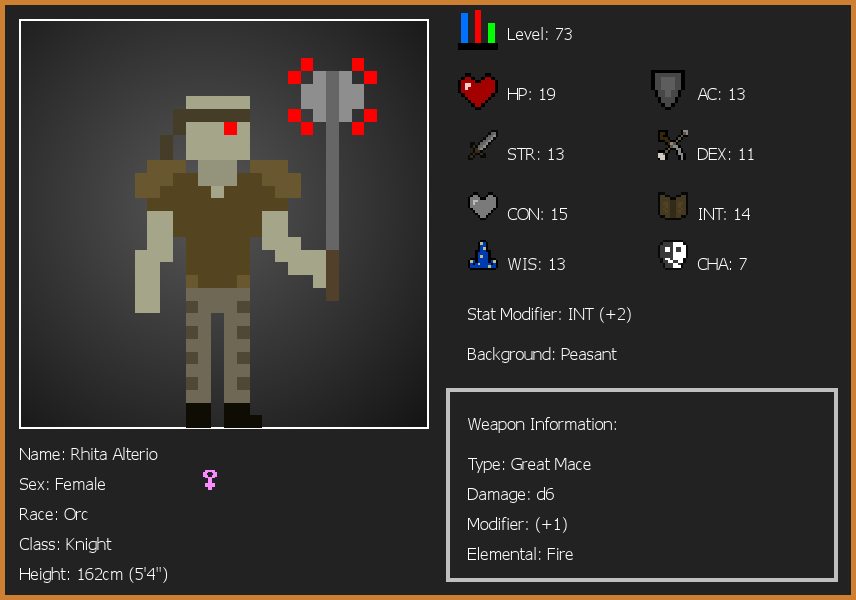 Level: 73
HP: 19
AC: 13
STR: 13
DEX: 11
CON: 15
INT: 14
WIS: 13
CHA: 7
Stat Modifier: INT (+2)
Background: Peasant
Weapon Information:
Type: Great Mace
Damage: d6
Modifier: (+1)
Elemental: Fire
Name: Rhita Alterio
Sex: Female
Race: Orc
Class: Knight
Height: 162cm (5'4")